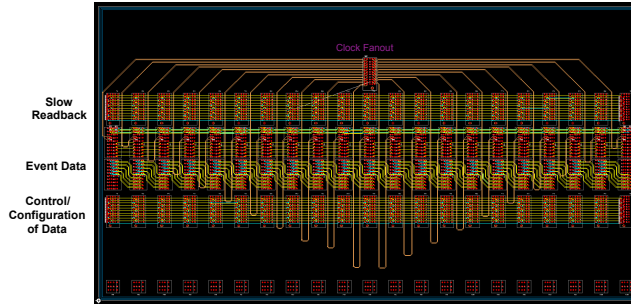 Clock Fanout
Slow
Readback
Event Data
Control/
Configuration
of Data